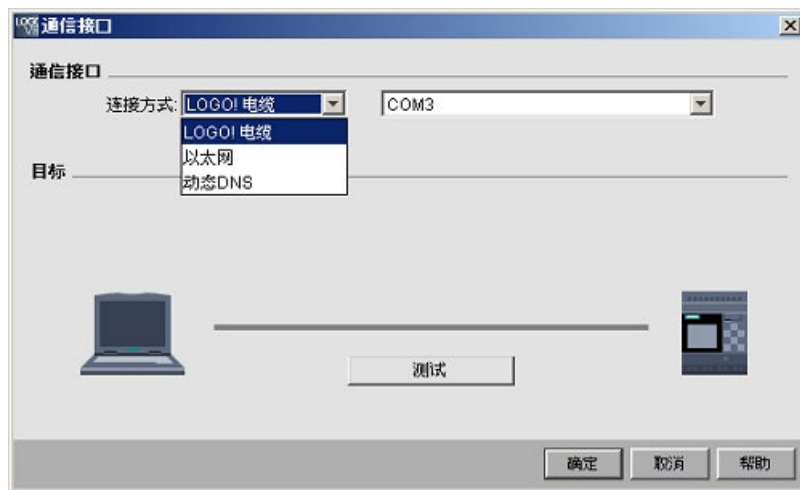 通信接口
通信接口
连接方式: LOGO! 电缆 COM3
LOGO! 电缆
以太网
动态DNS
目标
测试
确定 取消 帮助